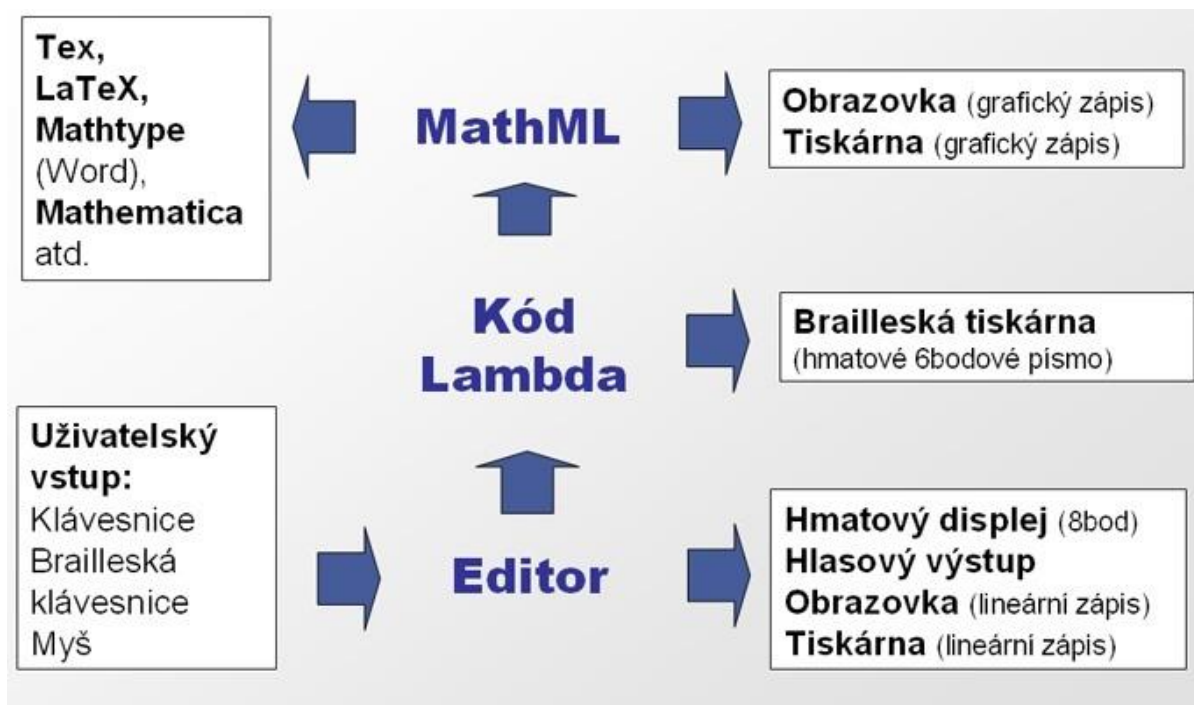 Tex,
LaTeX,
Mathtype
(Word),
Mathematica
atd.
MathML
Obrazovka (grafický zápis)
Tiskárna (grafický zápis)
Kód
Lambda
Brailleská tiskárna
(hmatové 6bodové písmo)
Uživatelský
vstup:
Klávesnice
Brailleská
klávesnice
Myš
Editor
Hmatový displej (8bod)
Hlasový výstup
Obrazovka (lineární zápis)
Tiskárna (lineární zápis)